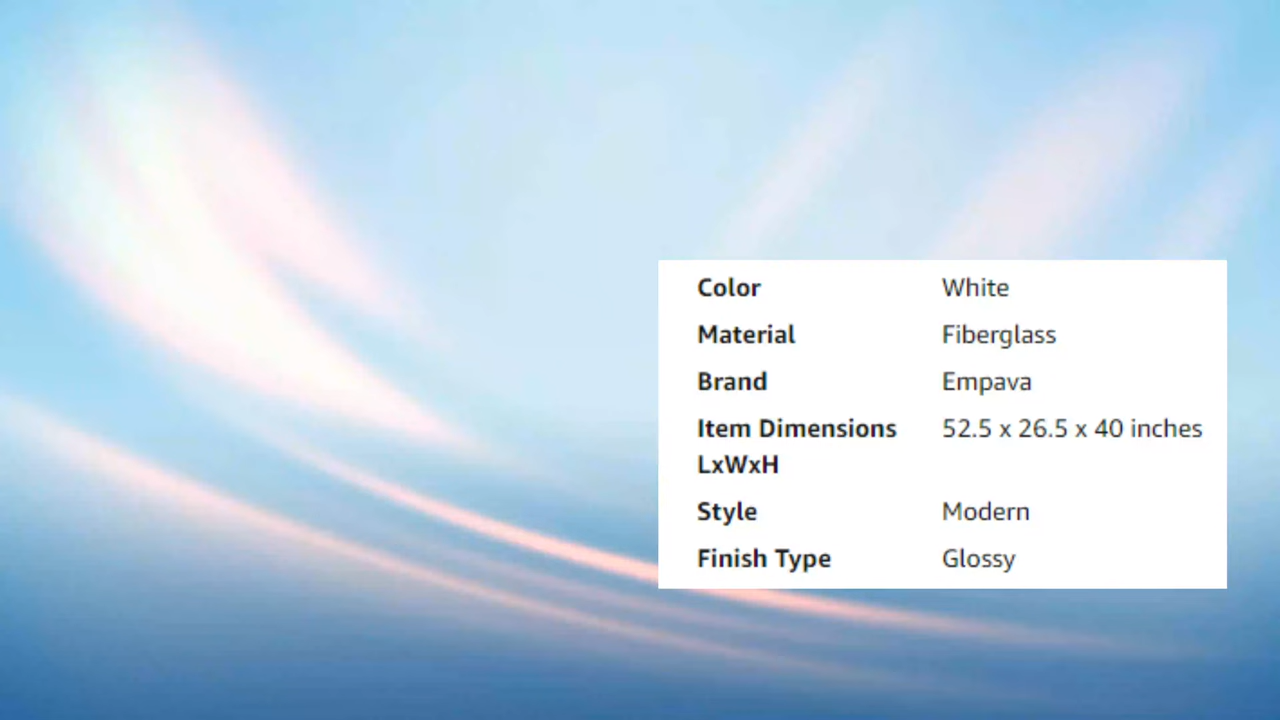 Color White
Material Fiberglass
Brand Empava
Item Dimensions 52.5 x 26.5 x 40 inches
LxWxH
Style Modern
Finish Type Glossy